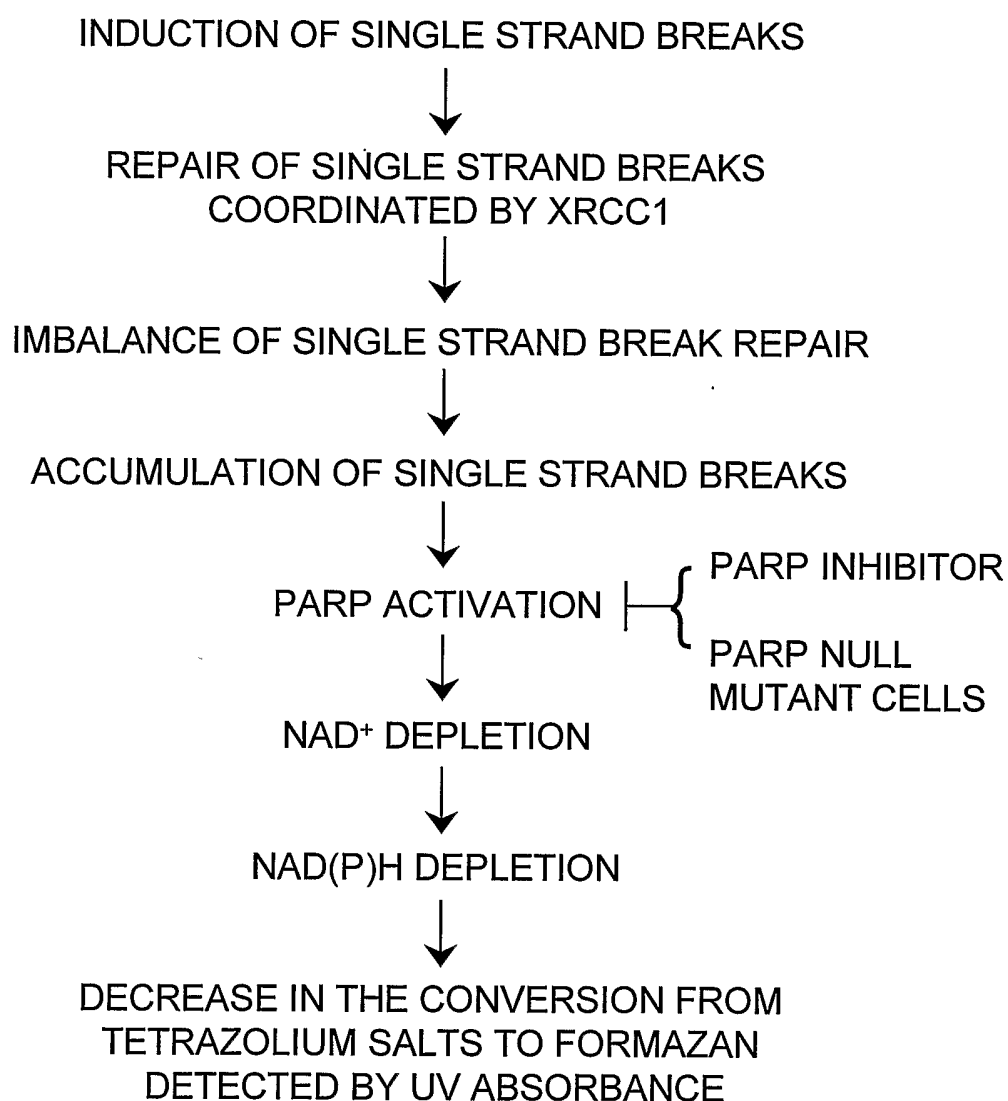 INDUCTION OF SINGLE STRAND BREAKS
REPAIR OF SINGLE STRAND BREAKS
COORDINATED BY XRCC1
IMBALANCE OF SINGLE STRAND BREAK REPAIR
ACCUMULATION OF SINGLE STRAND BREAKS
PARP ACTIVATION
PARP INHIBITOR
PARP NULL
MUTANT CELLS
NAD⁺ DEPLETION
NAD(P)H DEPLETION
DECREASE IN THE CONVERSION FROM
TETRAZOLIUM SALTS TO FORMAZAN
DETECTED BY UV ABSORBANCE